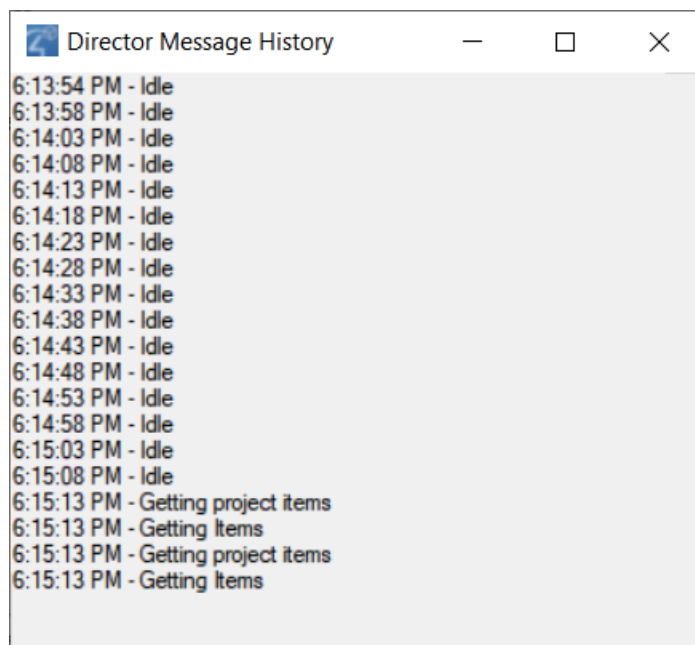 Director Message History
6:13:54 PM - Idle
6:13:58 PM - Idle
6:14:03 PM - Idle
6:14:08 PM - Idle
6:14:13 PM - Idle
6:14:18 PM - Idle
6:14:23 PM - Idle
6:14:28 PM - Idle
6:14:33 PM - Idle
6:14:38 PM - Idle
6:14:43 PM - Idle
6:14:48 PM - Idle
6:14:53 PM - Idle
6:14:58 PM - Idle
6:15:03 PM - Idle
6:15:08 PM - Idle
6:15:13 PM - Getting project items
6:15:13 PM - Getting Items
6:15:13 PM - Getting project items
6:15:13 PM - Getting Items